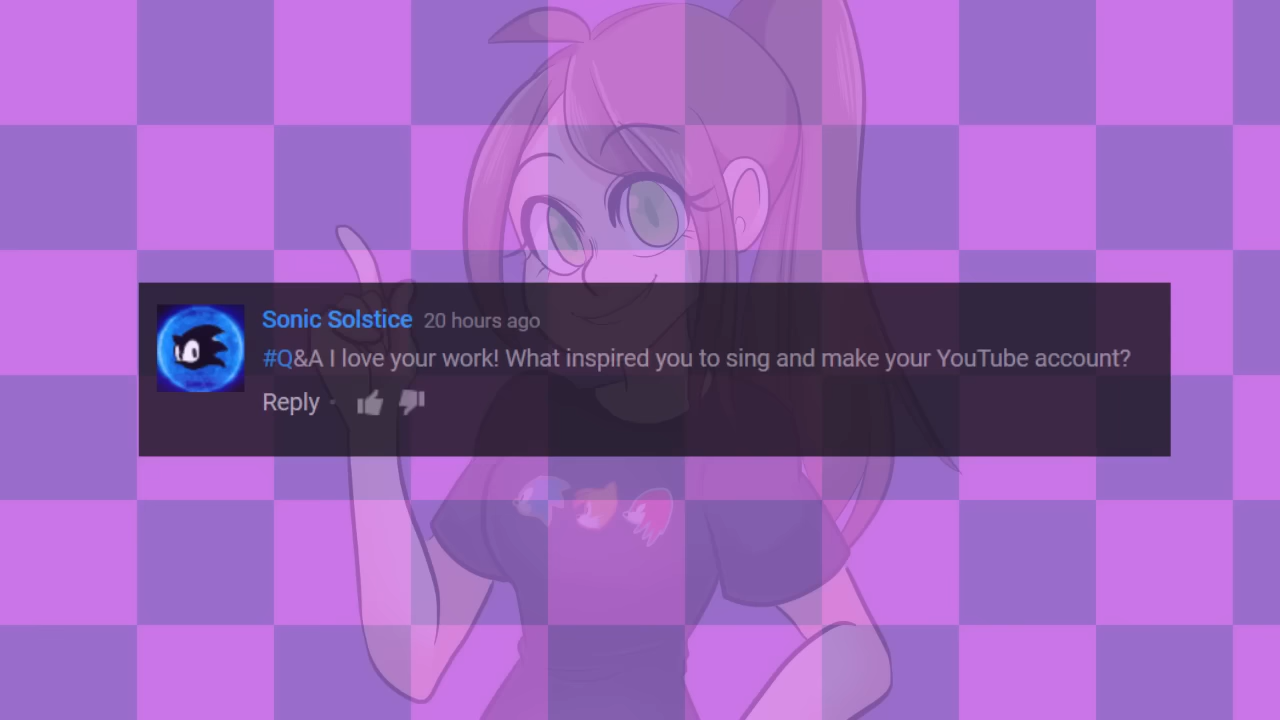 Sonic Solstice 20 hours ago
#Q&A I love your work! What inspired you to sing and make your YouTube account?
Reply